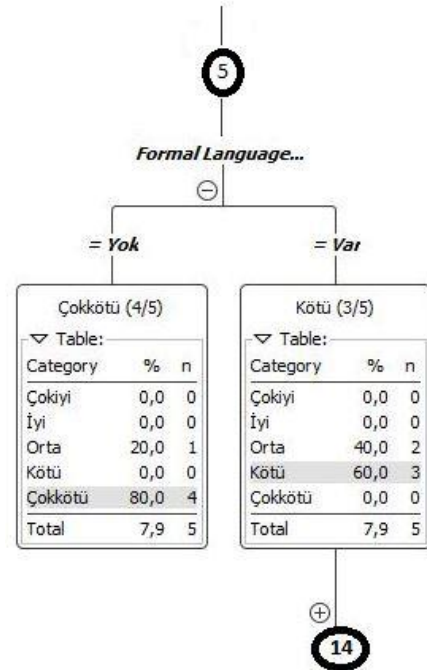 5
Formal Language...
= Yok
= Var
Çokkötü (4/5)
Table:
Category % n
Çokiyi 0,0 0
İyi 0,0 0
Orta 20,0 1
Kötü 0,0 0
Çokkötü 80,0 4
Total 7,9 5
Kötü (3/5)
Table:
Category % n
Çokiyi 0,0 0
İyi 0,0 0
Orta 40,0 2
Kötü 60,0 3
Çokkötü 0,0 0
Total 7,9 5
14